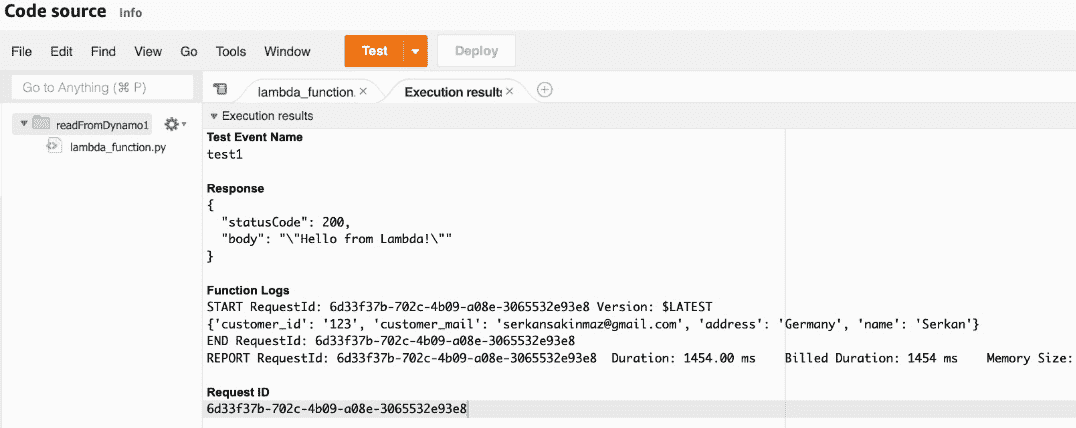 Code source Info
File Edit Find View Go Tools Window Test Deploy
Go to Anything (⌘ P)
lambda_function. × Execution results ×
Execution results
readFromDynamo1
lambda_function.py
Test Event Name
test1
Response
{
"statusCode": 200,
"body": "\"Hello from Lambda!\""
}
Function Logs
START RequestId: 6d33f37b-702c-4b09-a08e-3065532e93e8 Version: $LATEST
{'customer_id': '123', 'customer_mail': 'serkansakinmaz@gmail.com', 'address': 'Germany', 'name': 'Serkan'}
END RequestId: 6d33f37b-702c-4b09-a08e-3065532e93e8
REPORT RequestId: 6d33f37b-702c-4b09-a08e-3065532e93e8 Duration: 1454.00 ms Billed Duration: 1454 ms Memory Size:
Request ID
6d33f37b-702c-4b09-a08e-3065532e93e8